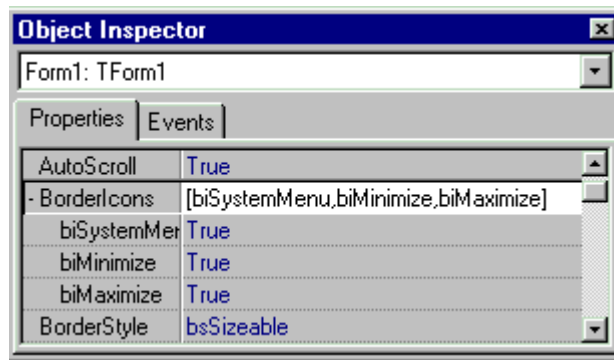 Object Inspector
Form1: TForm1
Properties Events
AutoScroll True
- BorderIcons [biSystemMenu,biMinimize,biMaximize]
biSystemMer True
biMinimize True
biMaximize True
BorderStyle bsSizeable